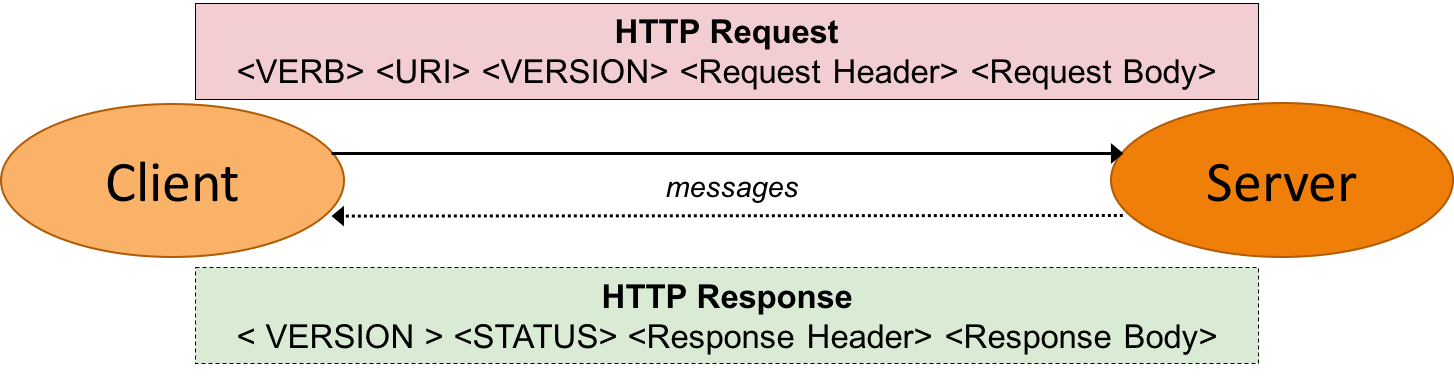 HTTP Request
<VERB> <URI> <VERSION> <Request Header> <Request Body>
Client
messages
Server
HTTP Response
< VERSION > <STATUS> <Response Header> <Response Body>